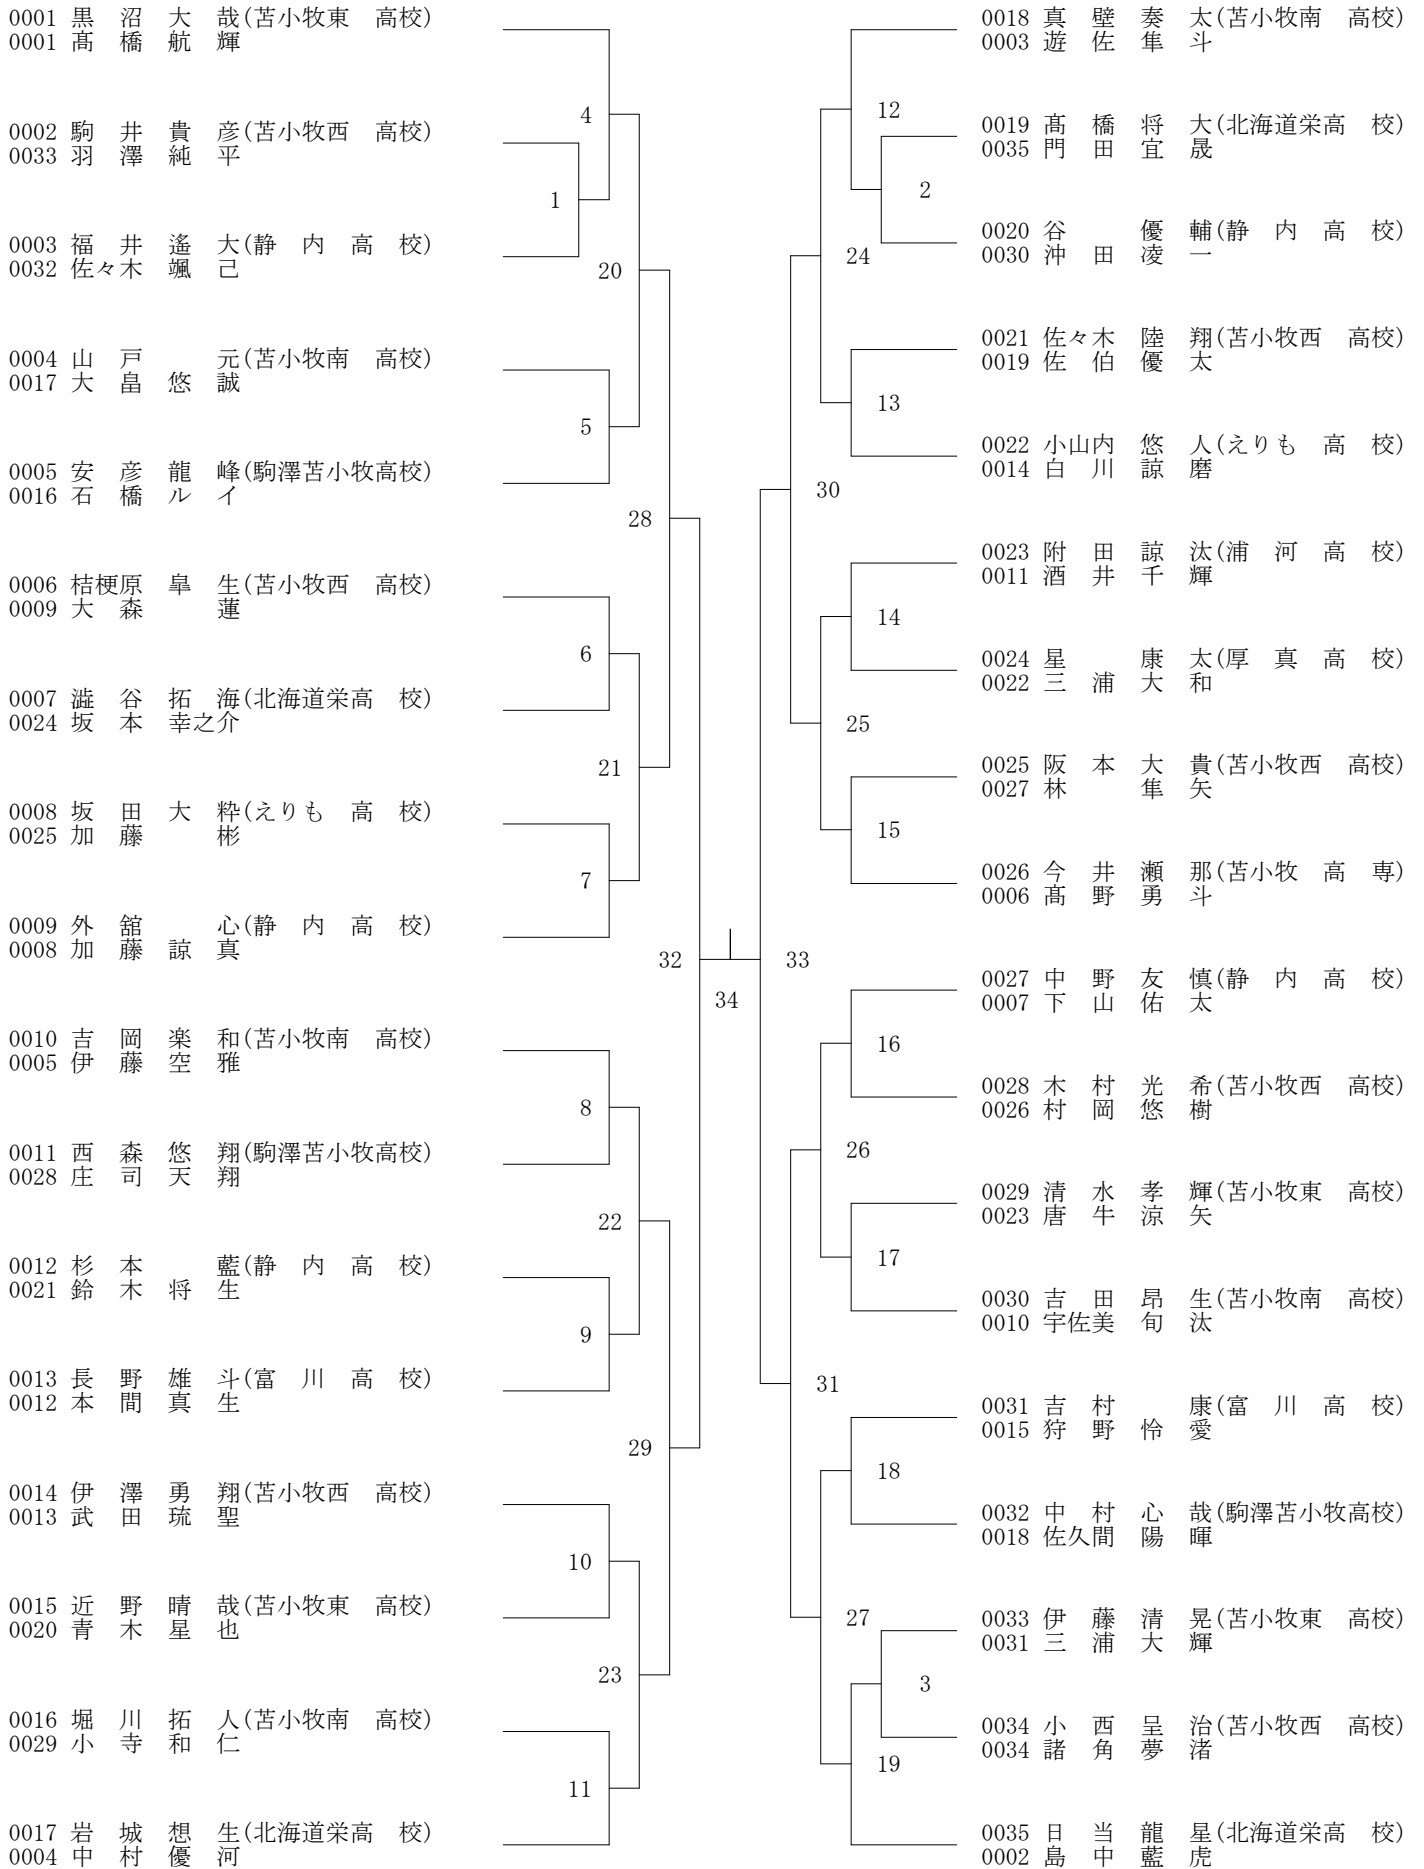 0001 黒　沼　大　哉(苫小牧東　高校)
0001 髙　橋　航　輝
4
0002 駒　井　貴　彦(苫小牧西　高校)
0033 羽　澤　純　平
1
0003 福　井　遙　大(静　内　高　校)
0032 佐々木　颯　己
20
0004 山　戸　　　元(苫小牧南　高校)
0017 大　畠　悠　誠
5
0005 安　彦　龍　峰(駒澤苫小牧高校)
0016 石　橋　ル　イ
28
0006 桔梗原　皐　生(苫小牧西　高校)
0009 大　森　　　蓮
6
0007 澁　谷　拓　海(北海道栄高　校)
0024 坂　本　幸之介
21
0008 坂　田　大　粋(えりも　高　校)
0025 加　藤　　　彬
7
0009 外　舘　　　心(静　内　高　校)
0008 加　藤　諒　真
32
34
0010 吉　岡　楽　和(苫小牧南　高校)
0005 伊　藤　空　雅
8
0011 西　森　悠　翔(駒澤苫小牧高校)
0028 庄　司　天　翔
22
0012 杉　本　　　藍(静　内　高　校)
0021 鈴　木　将　生
9
0013 長　野　雄　斗(富　川　高　校)
0012 本　間　真　生
29
0014 伊　澤　勇　翔(苫小牧西　高校)
0013 武　田　琉　聖
10
0015 近　野　晴　哉(苫小牧東　高校)
0020 青　木　星　也
23
0016 堀　川　拓　人(苫小牧南　高校)
0029 小　寺　和　仁
11
0017 岩　城　想　生(北海道栄高　校)
0004 中　村　優　河
0018 真　壁　奏　太(苫小牧南　高校)
0003 遊　佐　隼　斗
12
0019 髙　橋　将　大(北海道栄高　校)
0035 門　田　宜　晟
2
0020 谷　　　優　輔(静　内　高　校)
0030 沖　田　凌　一
24
0021 佐々木　陸　翔(苫小牧西　高校)
0019 佐　伯　優　太
13
0022 小山内　悠　人(えりも　高　校)
0014 白　川　諒　磨
30
0023 附　田　諒　汰(浦　河　高　校)
0011 酒　井　千　輝
14
0024 星　　　康　太(厚　真　高　校)
0022 三　浦　大　和
25
0025 阪　本　大　貴(苫小牧西　高校)
0027 林　　　隼　矢
15
0026 今　井　瀬　那(苫小牧　高　専)
0006 髙　野　勇　斗
33
0027 中　野　友　慎(静　内　高　校)
0007 下　山　佑　太
16
0028 木　村　光　希(苫小牧西　高校)
0026 村　岡　悠　樹
26
0029 清　水　孝　輝(苫小牧東　高校)
0023 唐　牛　涼　矢
17
0030 吉　田　昂　生(苫小牧南　高校)
0010 宇佐美　旬　汰
31
0031 吉　村　　　康(富　川　高　校)
0015 狩　野　怜　愛
18
0032 中　村　心　哉(駒澤苫小牧高校)
0018 佐久間　陽　暉
27
0033 伊　藤　清　晃(苫小牧東　高校)
0031 三　浦　大　輝
3
0034 小　西　呈　治(苫小牧西　高校)
0034 諸　角　夢　渚
19
0035 日　当　龍　星(北海道栄高　校)
0002 島　中　藍　虎